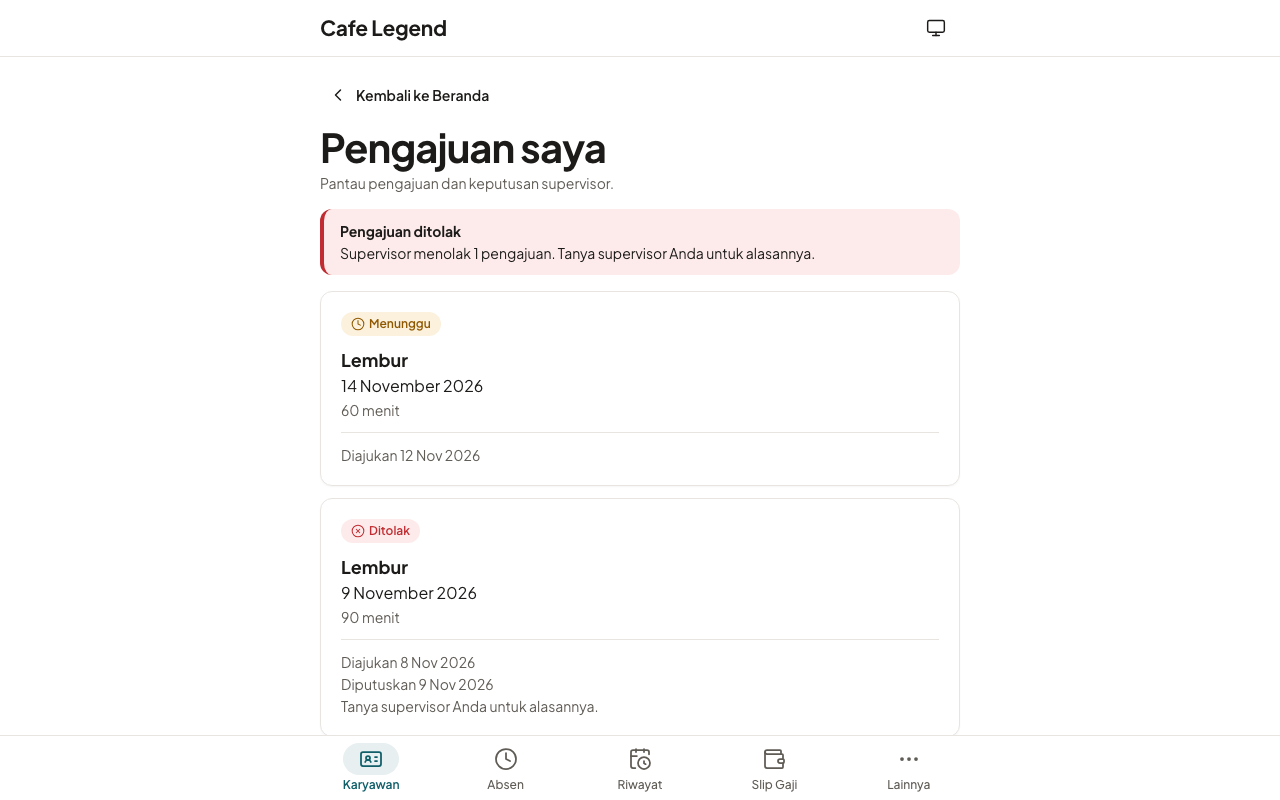 Cafe Legend
Kembali ke Beranda
Pengajuan saya
Pantau pengajuan dan keputusan supervisor.
Pengajuan ditolak
Supervisor menolak 1 pengajuan. Tanya supervisor Anda untuk alasannya.
Menunggu
Lembur
14 November 2026
60 menit
Diajukan 12 Nov 2026
Ditolak
Lembur
9 November 2026
90 menit
Diajukan 8 Nov 2026
Diputuskan 9 Nov 2026
Tanya supervisor Anda untuk alasannya.
Karyawan
Absen
Riwayat
Slip Gaji
Lainnya